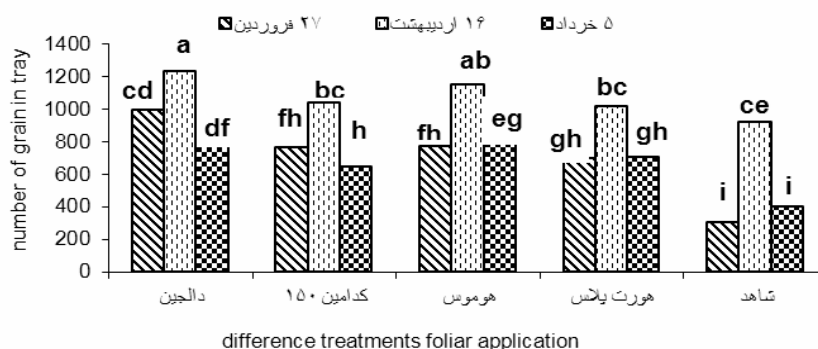 ۲۷ فروردین
۱۶ اردیبهشت
۵ خرداد
number of grain in tray
1400
1200
1000
800
600
400
200
0
cd a df
fh bc h
fh ab eg
gh bc gh
i ce i
دالجین
کدامین ۱۵۰
هوموس
هورت پلاس
شاهد
difference treatments foliar application